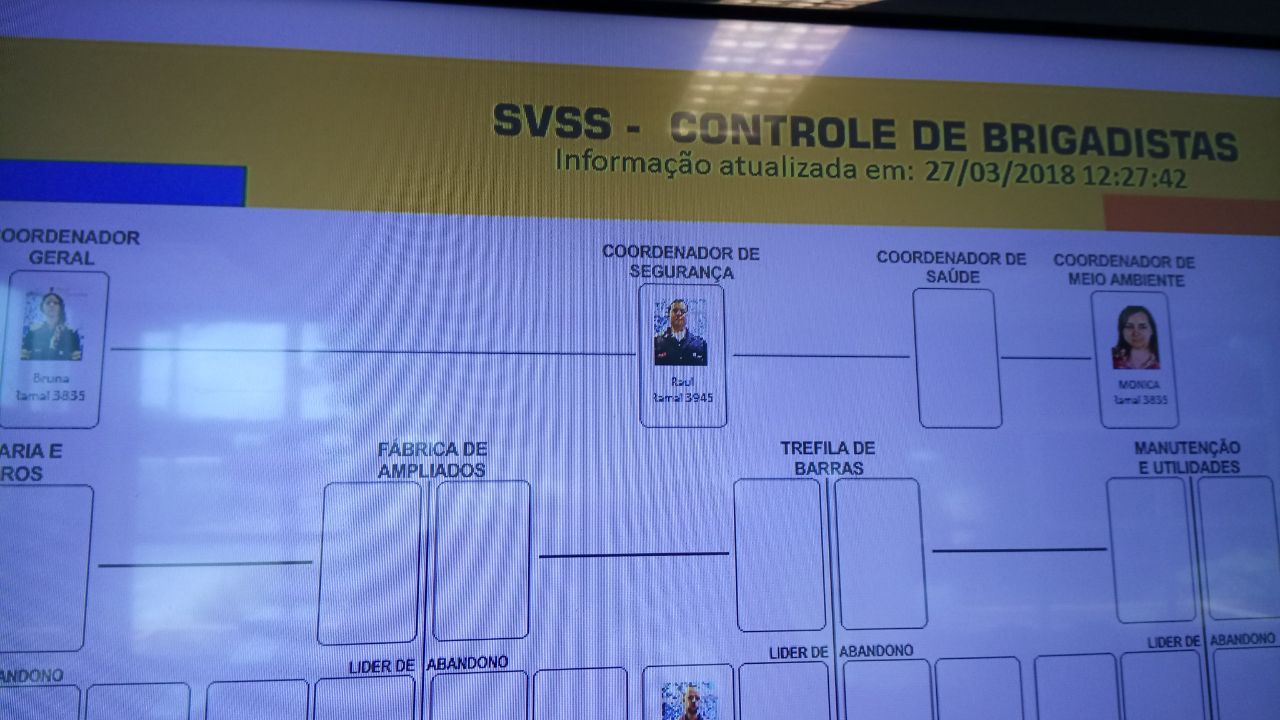 SVSS - CONTROLE DE BRIGADISTAS
Informação atualizada em: 27/03/2018 12:27:42
OORDENADOR
GERAL
COORDENADOR DE
SEGURANÇA
COORDENADOR DE
SAÚDE
COORDENADOR DE
MEIO AMBIENTE
Bruna
Ramal 3835
Raul
Ramal 3945
MONICA
Ramal 3835
ARIA E
ROS
FÁBRICA DE
AMPLIADOS
TREFILA DE
BARRAS
MANUTENÇÃO
E UTILIDADES
ANDONO
LIDER DE ABANDONO
LIDER DE ABANDONO
LIDER DE ABANDONO